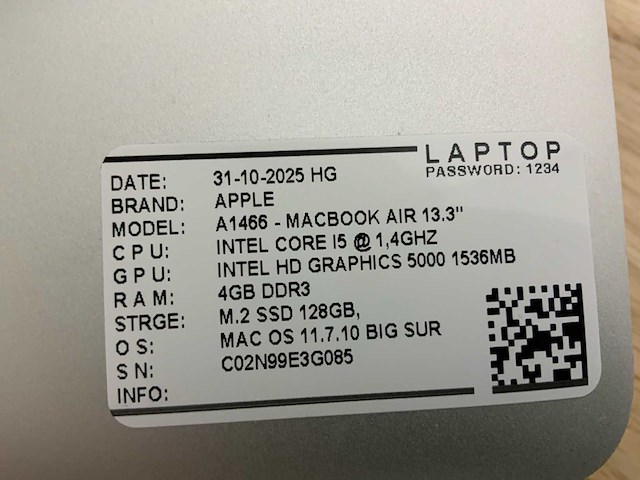 LAPTOP
PASSWORD: 1234
DATE: 31-10-2025 HG
BRAND: APPLE
MODEL: A1466 - MACBOOK AIR 13.3"
CPU: INTEL CORE I5 @ 1,4GHZ
GPU: INTEL HD GRAPHICS 5000 1536MB
RAM: 4GB DDR3
STRGE: M.2 SSD 128GB,
OS: MAC OS 11.7.10 BIG SUR
SN: C02N99E3G085
INFO: